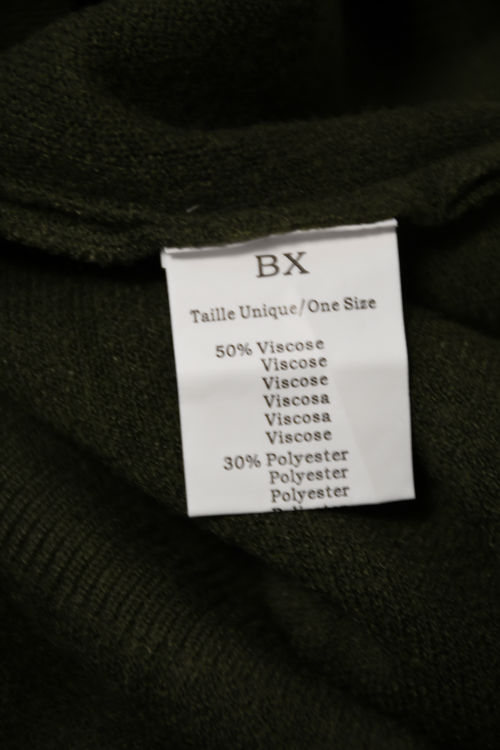 BX
Taille Unique/One Size
50% Viscose
Viscose
Viscose
Viscosa
Viscosa
Viscose
30% Polyester
Polyester
Polyester